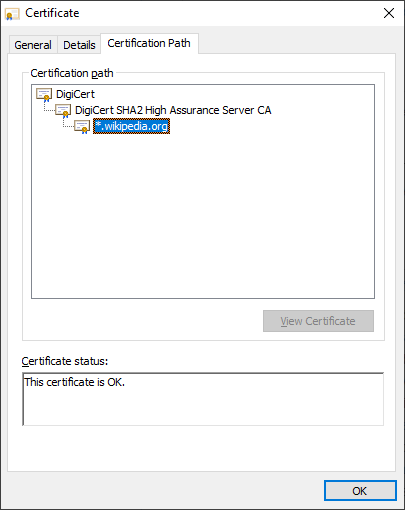 Certificate
General
Details
Certification Path
Certification path
DigiCert
DigiCert SHA2 High Assurance Server CA
*.wikipedia.org
View Certificate
Certificate status:
This certificate is OK.
OK